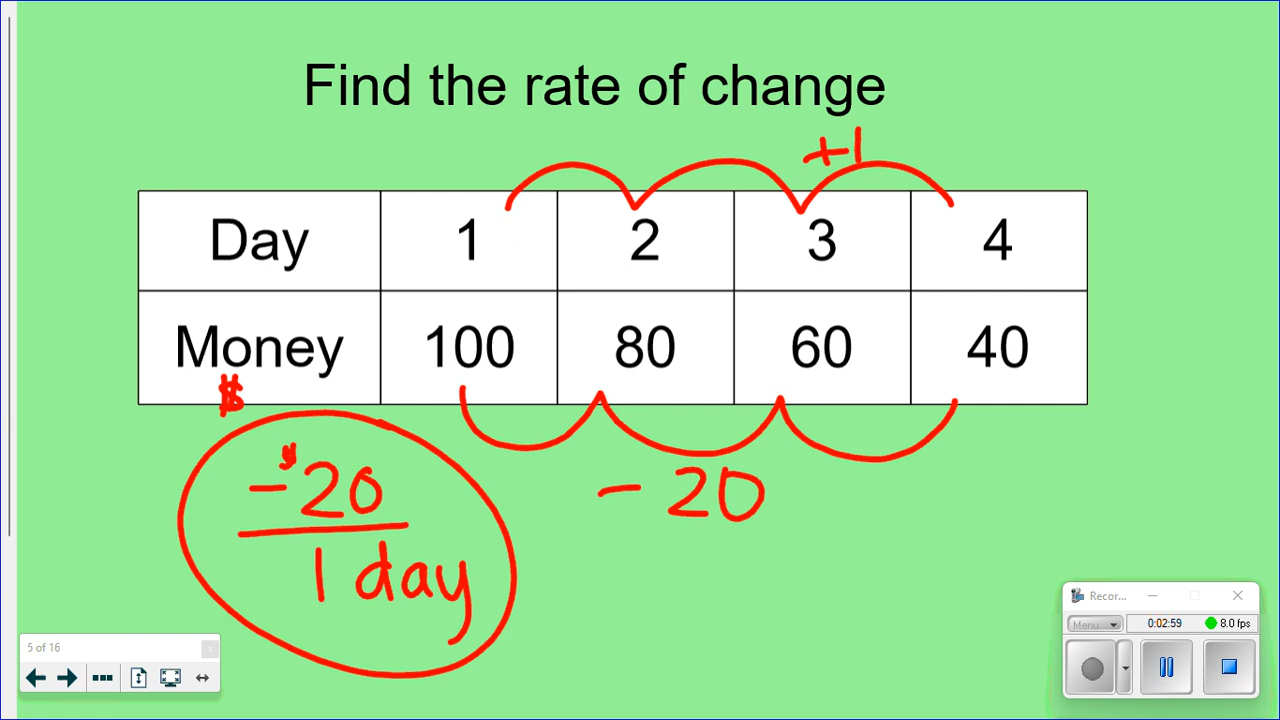 Find the rate of change
+1
Day 1 2 3 4
Money 100 80 60 40
$
-$20
1 day
-20
5 of 16
Recor...
Menu
0:02:59
8.0 fps